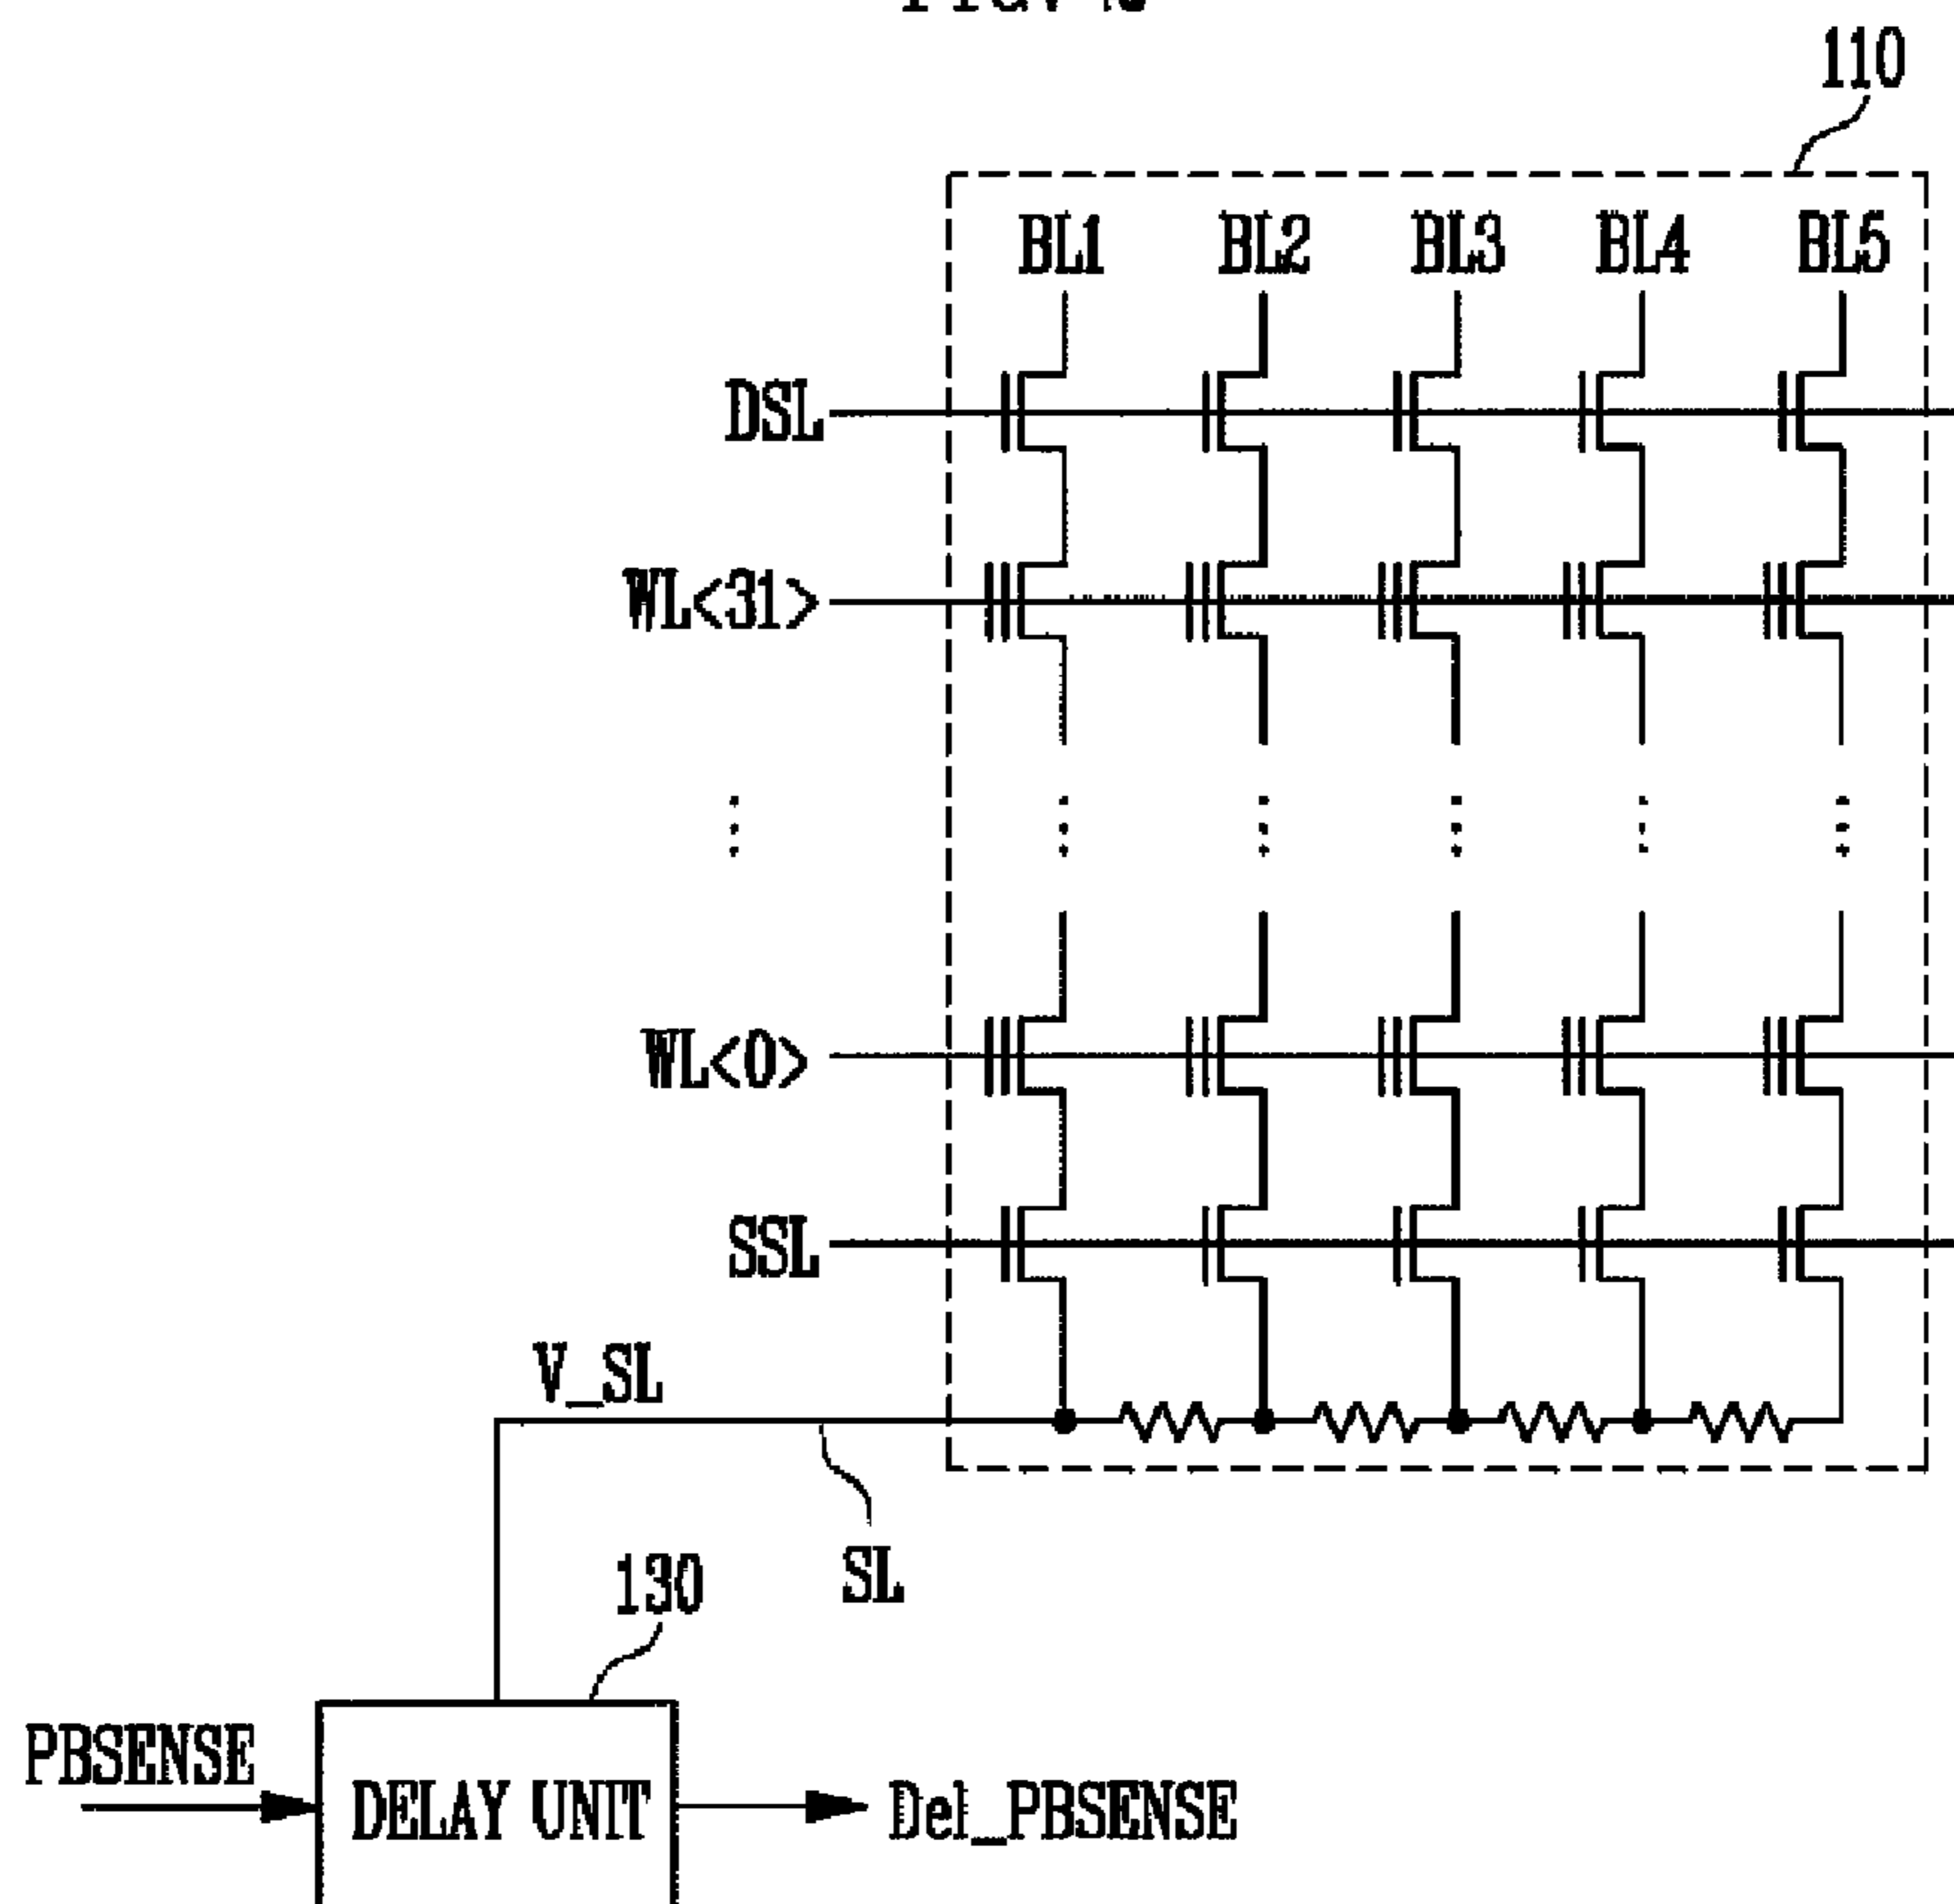 110
BL1 BL2 BL3 BL4 BL5
DSL
WL<31>
WL<0>
SSL
V_SL
SL
130
PBSENSE
DELAY UNIT
Del_PBSENSE